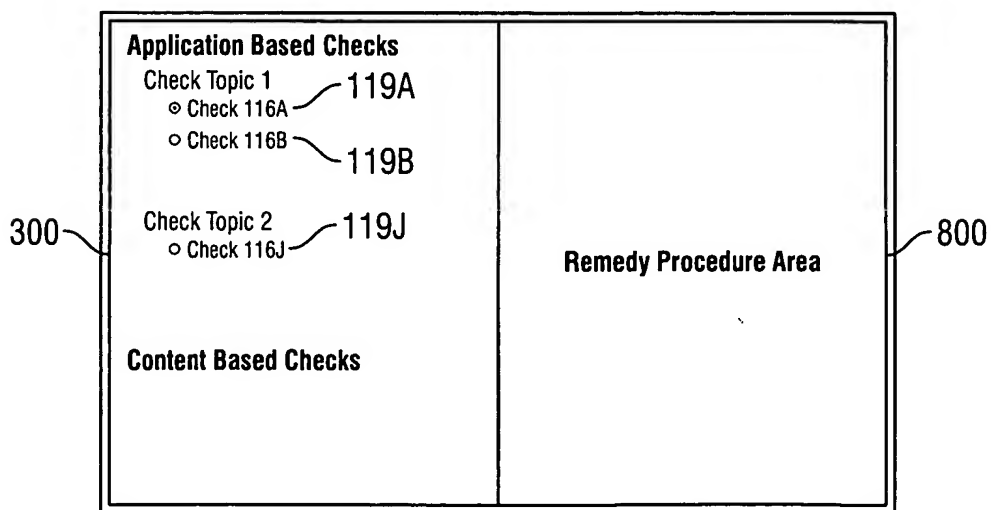 Application Based Checks
Check Topic 1
Check 116A
119A
Check 116B
119B
Check Topic 2
Check 116J
119J
300
800
Remedy Procedure Area
Content Based Checks